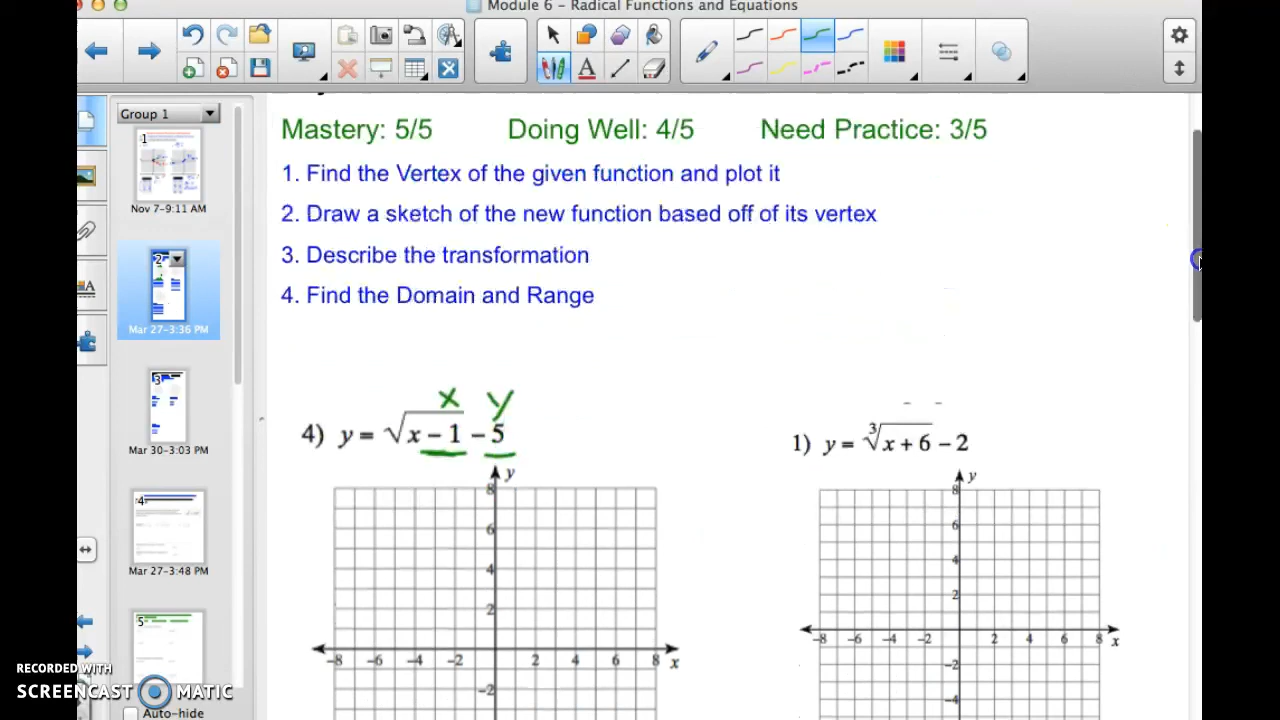 Module 6 - Radical Functions and Equations
Group 1
Mastery: 5/5 Doing Well: 4/5 Need Practice: 3/5
1. Find the Vertex of the given function and plot it
2. Draw a sketch of the new function based off of its vertex
3. Describe the transformation
4. Find the Domain and Range
1
Nov 7-9:11 AM
2
Mar 27-3:36 PM
3
Mar 30-3:03 PM
4
Mar 27-3:48 PM
5
x y
4) y = √(x − 1) − 5
y
8
6
4
2
-8 -6 -4 -2 2 4 6 8 x
-2
1) y = ∛(x + 6) − 2
y
8
6
4
2
-8 -6 -4 -2 2 4 6 8 x
-2
-4
RECORDED WITH
SCREENCAST MATIC
Auto-hide